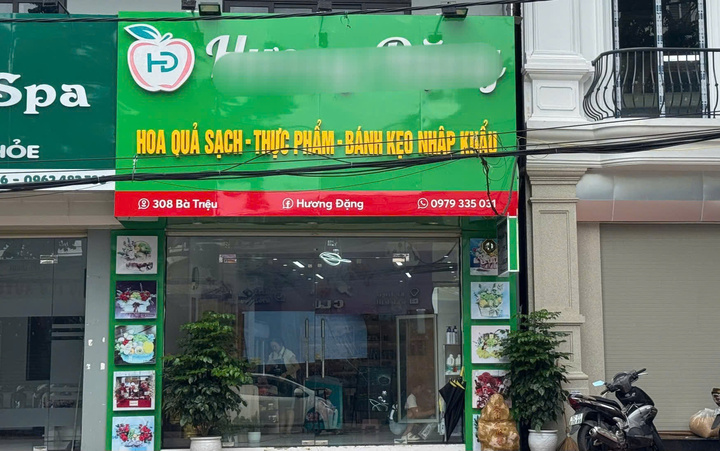 HD
HOA QUẢ SẠCH - THỰC PHẨM - BÁNH KẸO NHẬP KHẨU
308 Bà Triệu
Hương Đặng
0979 335 031
Spa